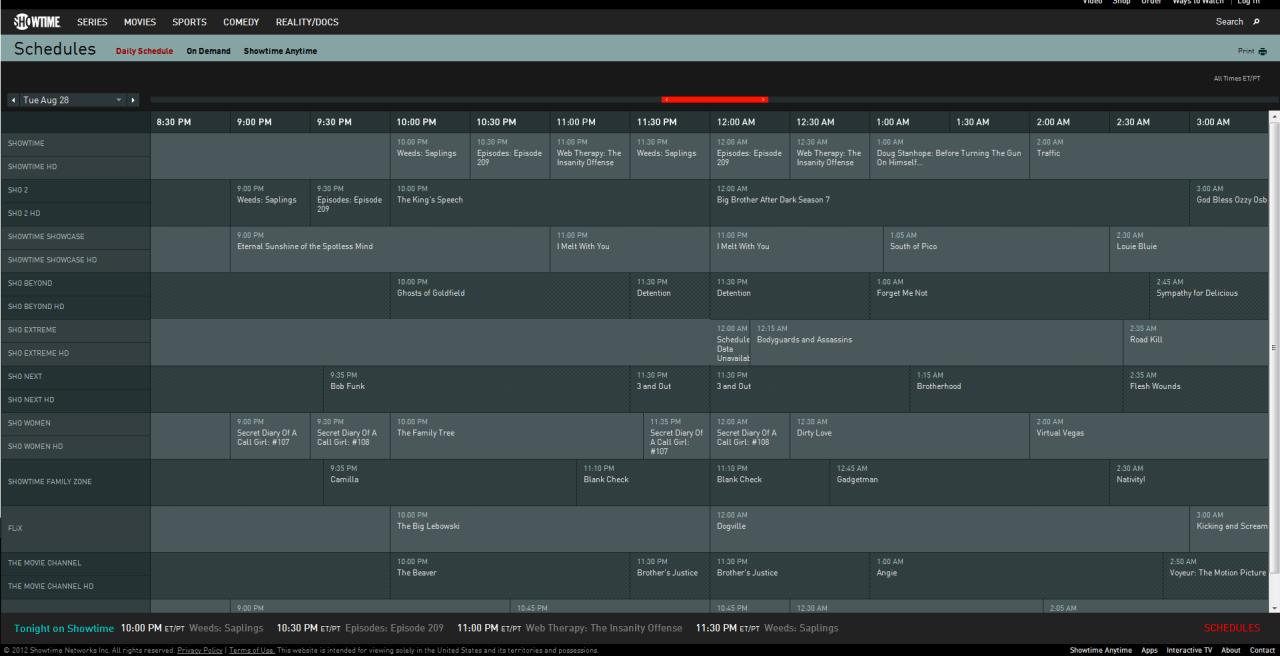 Video Shop Order Ways to Watch | Log In
SHOWTIME SERIES MOVIES SPORTS COMEDY REALITY/DOCS Search
Schedules Daily Schedule On Demand Showtime Anytime Print
All Times ET/PT
Tue Aug 28
8:30 PM 9:00 PM 9:30 PM 10:00 PM 10:30 PM 11:00 PM 11:30 PM 12:00 AM 12:30 AM 1:00 AM 1:30 AM 2:00 AM 2:30 AM 3:00 AM
SHOWTIME
SHOWTIME HD
10:00 PM
Weeds: Saplings
10:30 PM
Episodes: Episode
209
11:00 PM
Web Therapy: The
Insanity Offense
11:30 PM
Weeds: Saplings
12:00 AM
Episodes: Episode
209
12:30 AM
Web Therapy: The
Insanity Offense
1:00 AM
Doug Stanhope: Before Turning The Gun
On Himself...
2:00 AM
Traffic
SHO 2
SHO 2 HD
9:00 PM
Weeds: Saplings
9:30 PM
Episodes: Episode
209
10:00 PM
The King's Speech
12:00 AM
Big Brother After Dark Season 7
3:00 AM
God Bless Ozzy Osb
SHOWTIME SHOWCASE
SHOWTIME SHOWCASE HD
9:00 PM
Eternal Sunshine of the Spotless Mind
11:00 PM
I Melt With You
11:00 PM
I Melt With You
1:05 AM
South of Pico
2:30 AM
Louie Bluie
SHO BEYOND
SHO BEYOND HD
10:00 PM
Ghosts of Goldfield
11:30 PM
Detention
11:30 PM
Detention
1:00 AM
Forget Me Not
2:45 AM
Sympathy for Delicious
SHO EXTREME
SHO EXTREME HD
12:00 AM
Schedule
Data
Unavailab
12:15 AM
Bodyguards and Assassins
2:35 AM
Road Kill
SHO NEXT
SHO NEXT HD
9:35 PM
Bob Funk
11:30 PM
3 and Out
11:30 PM
3 and Out
1:15 AM
Brotherhood
2:35 AM
Flesh Wounds
SHO WOMEN
SHO WOMEN HD
9:00 PM
Secret Diary Of A
Call Girl: #107
9:30 PM
Secret Diary Of A
Call Girl: #108
10:00 PM
The Family Tree
11:35 PM
Secret Diary Of
A Call Girl:
#107
12:00 AM
Secret Diary Of A
Call Girl: #108
12:30 AM
Dirty Love
2:00 AM
Virtual Vegas
SHOWTIME FAMILY ZONE
9:35 PM
Camilla
11:10 PM
Blank Check
11:10 PM
Blank Check
12:45 AM
Gadgetman
2:30 AM
Nativity!
FLiX
10:00 PM
The Big Lebowski
12:00 AM
Dogville
3:00 AM
Kicking and Scream
THE MOVIE CHANNEL
THE MOVIE CHANNEL HD
10:00 PM
The Beaver
11:30 PM
Brother's Justice
11:30 PM
Brother's Justice
1:00 AM
Angie
2:50 AM
Voyeur: The Motion Picture
9:00 PM 10:45 PM 10:45 PM 12:30 AM 2:05 AM
Tonight on Showtime 10:00 PM ET/PT Weeds: Saplings 10:30 PM ET/PT Episodes: Episode 209 11:00 PM ET/PT Web Therapy: The Insanity Offense 11:30 PM ET/PT Weeds: Saplings SCHEDULES
© 2012 Showtime Networks Inc. All rights reserved. Privacy Policy | Terms of Use. This website is intended for viewing solely in the United States and its territories and possessions. Showtime Anytime Apps Interactive TV About Contact